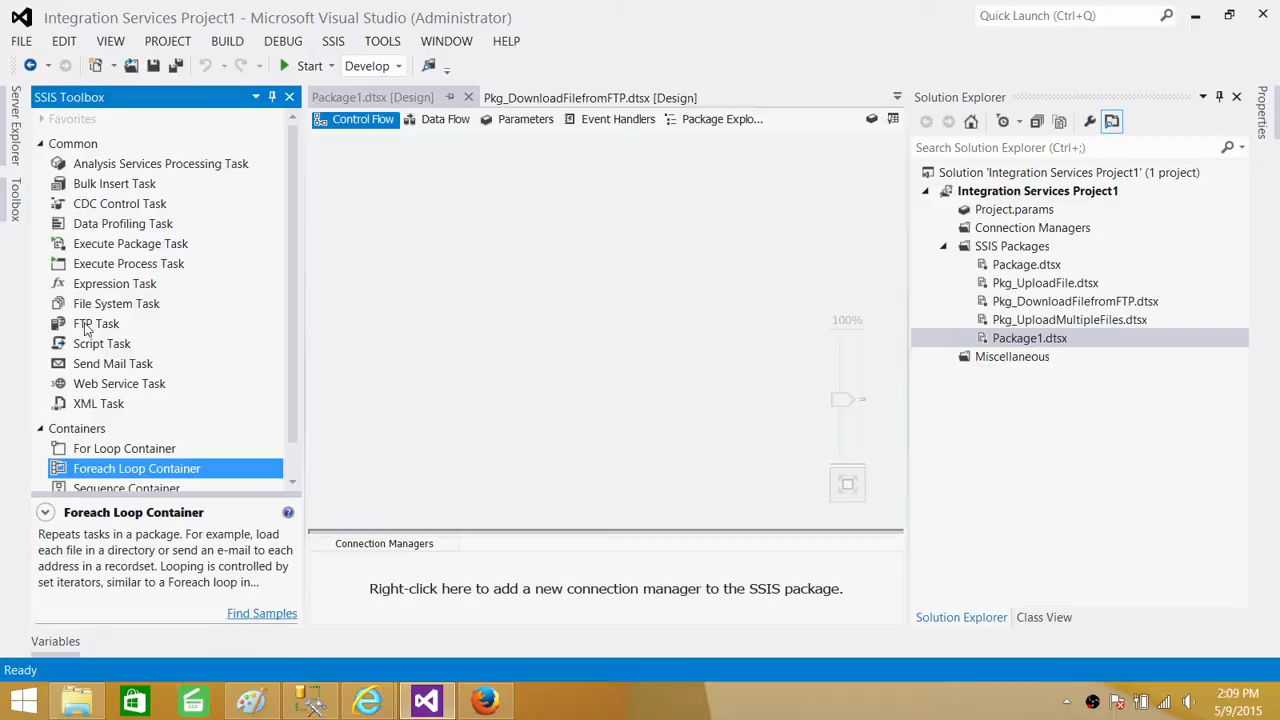 Integration Services Project1 - Microsoft Visual Studio (Administrator)
Quick Launch (Ctrl+Q)
FILE EDIT VIEW PROJECT BUILD DEBUG SSIS TOOLS WINDOW HELP
Start Develop
Server Explorer
Toolbox
SSIS Toolbox
Favorites
Common
Analysis Services Processing Task
Bulk Insert Task
CDC Control Task
Data Profiling Task
Execute Package Task
Execute Process Task
Expression Task
File System Task
FTP Task
Script Task
Send Mail Task
Web Service Task
XML Task
Containers
For Loop Container
Foreach Loop Container
Sequence Container
Foreach Loop Container
Repeats tasks in a package. For example, load
each file in a directory or send an e-mail to each
address in a recordset. Looping is controlled by
set iterators, similar to a Foreach loop in...
Find Samples
Variables
Package1.dtsx [Design] Pkg_DownloadFilefromFTP.dtsx [Design]
Control Flow Data Flow Parameters Event Handlers Package Explo...
100%
Connection Managers
Right-click here to add a new connection manager to the SSIS package.
Solution Explorer
Search Solution Explorer (Ctrl+;)
Solution 'Integration Services Project1' (1 project)
Integration Services Project1
Project.params
Connection Managers
SSIS Packages
Package.dtsx
Pkg_UploadFile.dtsx
Pkg_DownloadFilefromFTP.dtsx
Pkg_UploadMultipleFiles.dtsx
Package1.dtsx
Miscellaneous
Solution Explorer Class View
Properties
Ready
2:09 PM
5/9/2015